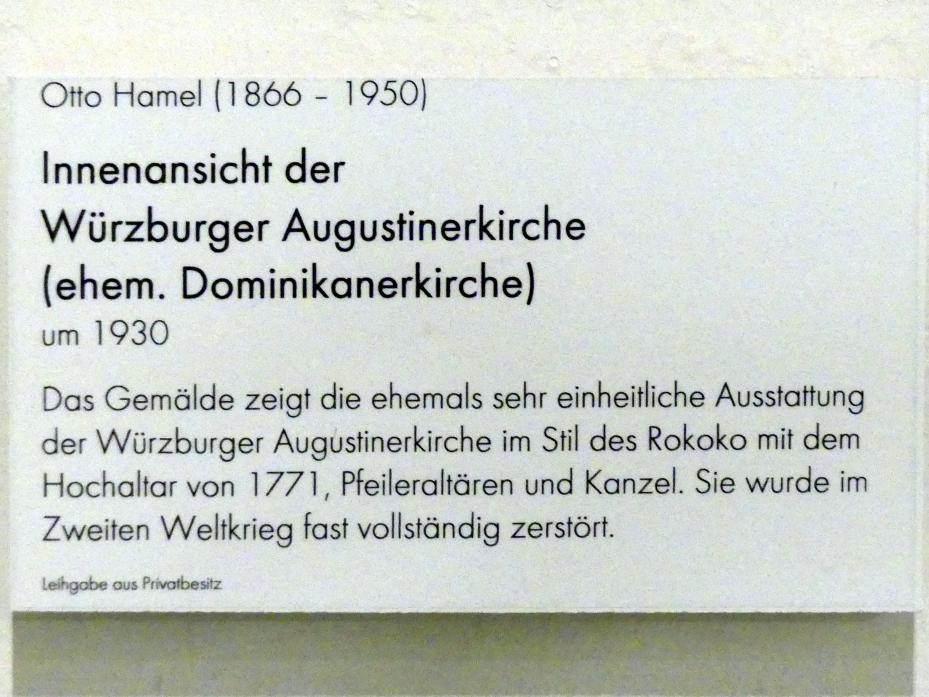 Otto Hamel (1866 – 1950)
Innenansicht der
Würzburger Augustinerkirche
(ehem. Dominikanerkirche)
um 1930
Das Gemälde zeigt die ehemals sehr einheitliche Ausstattung
der Würzburger Augustinerkirche im Stil des Rokoko mit dem
Hochaltar von 1771, Pfeileraltären und Kanzel. Sie wurde im
Zweiten Weltkrieg fast vollständig zerstört.
Leihgabe aus Privatbesitz